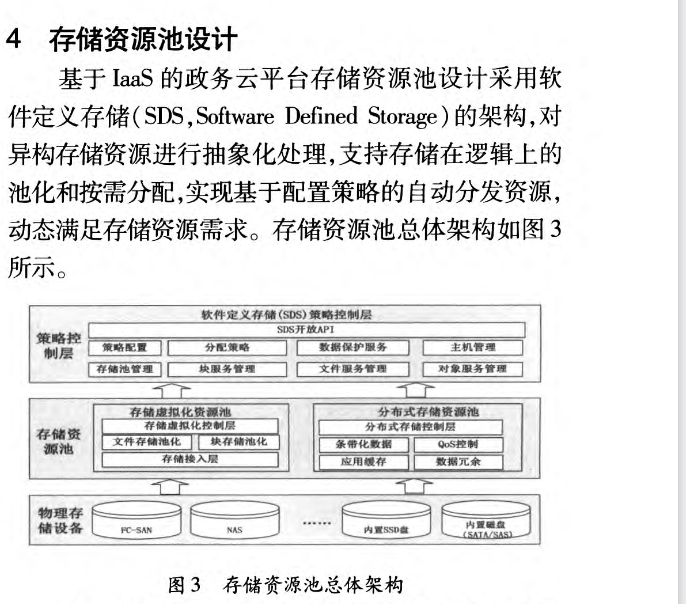 4 存储资源池设计
基于 IaaS 的政务云平台存储资源池设计采用软
件定义存储(SDS,Software Defined Storage)的架构,对
异构存储资源进行抽象化处理,支持存储在逻辑上的
池化和按需分配,实现基于配置策略的自动分发资源,
动态满足存储资源需求。存储资源池总体架构如图 3
所示。
策略控
制层
软件定义存储(SDS)策略控制层
SDS开放API
策略配置 分配策略 数据保护服务 主机管理
存储池管理 块服务管理 文件服务管理 对象服务管理
存储资
源池
存储虚拟化资源池
存储虚拟化控制层
文件存储池化 块存储池化
存储接入层
分布式存储资源池
分布式存储控制层
条带化数据 QoS控制
应用缓存 数据冗余
物理存
储设备
FC-SAN NAS …… 内置SSD盘 内置磁盘
(SATA/SAS)
图 3 存储资源池总体架构